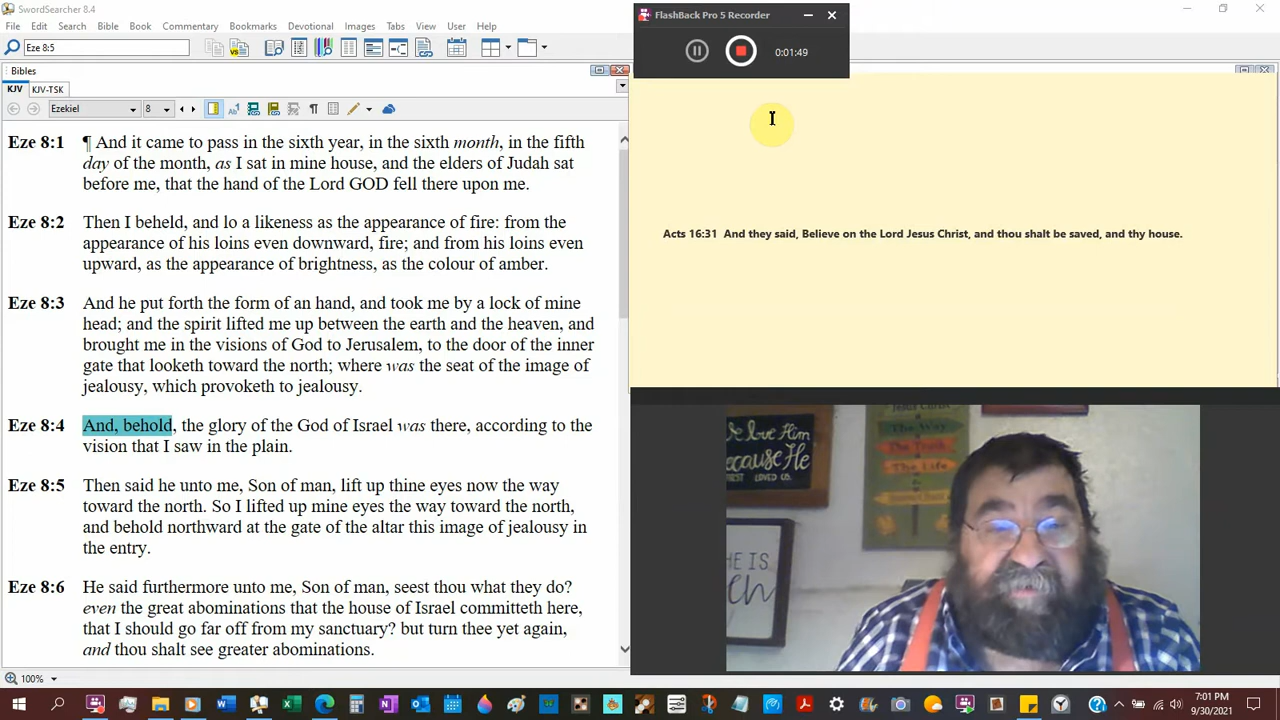 SwordSearcher 8.4
File Edit Search Bible Library Bookmarks Devotional Images Tabs View User Help
Eze 8:5
VS
Bibles
KJV KJV-TSK
Ezekiel 8
Eze 8:1 ¶ And it came to pass in the sixth year, in the sixth month, in the fifth
day of the month, as I sat in mine house, and the elders of Judah sat
before me, that the hand of the Lord GOD fell there upon me.
Eze 8:2 Then I beheld, and lo a likeness as the appearance of fire: from the
appearance of his loins even downward, fire; and from his loins even
upward, as the appearance of brightness, as the colour of amber.
Eze 8:3 And he put forth the form of an hand, and took me by a lock of mine
head; and the spirit lifted me up between the earth and the heaven, and
brought me in the visions of God to Jerusalem, to the door of the inner
gate that looketh toward the north; where was the seat of the image of
jealousy, which provoketh to jealousy.
Eze 8:4 And, behold, the glory of the God of Israel was there, according to the
vision that I saw in the plain.
Eze 8:5 Then said he unto me, Son of man, lift up thine eyes now the way
toward the north. So I lifted up mine eyes the way toward the north,
and behold northward at the gate of the altar this image of jealousy in
the entry.
Eze 8:6 He said furthermore unto me, Son of man, seest thou what they do?
even the great abominations that the house of Israel committeth here,
that I should go far off from my sanctuary? but turn thee yet again,
and thou shalt see greater abominations.
100%
FlashBack Pro 5 Recorder
0:01:49
Acts 16:31 And they said, Believe on the Lord Jesus Christ, and thou shalt be saved, and thy house.
We love Him
because He
FIRST LOVED US.
The Way
The Life
HE IS
7:01 PM
9/30/2021